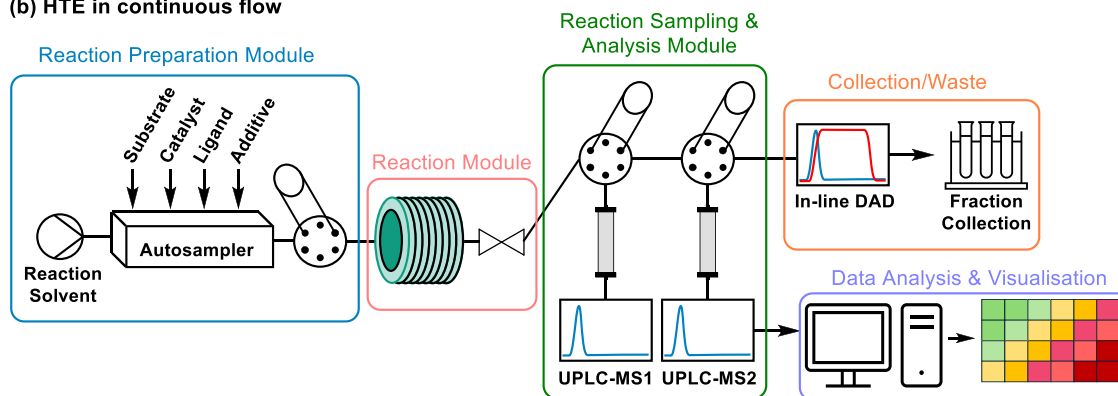 (b) HTE in continuous flow
Reaction Preparation Module
Substrate
Catalyst
Ligand
Additive
Autosampler
Reaction
Solvent
Reaction Module
Reaction Sampling &
Analysis Module
UPLC-MS1
UPLC-MS2
Collection/Waste
In-line DAD
Fraction
Collection
Data Analysis & Visualisation